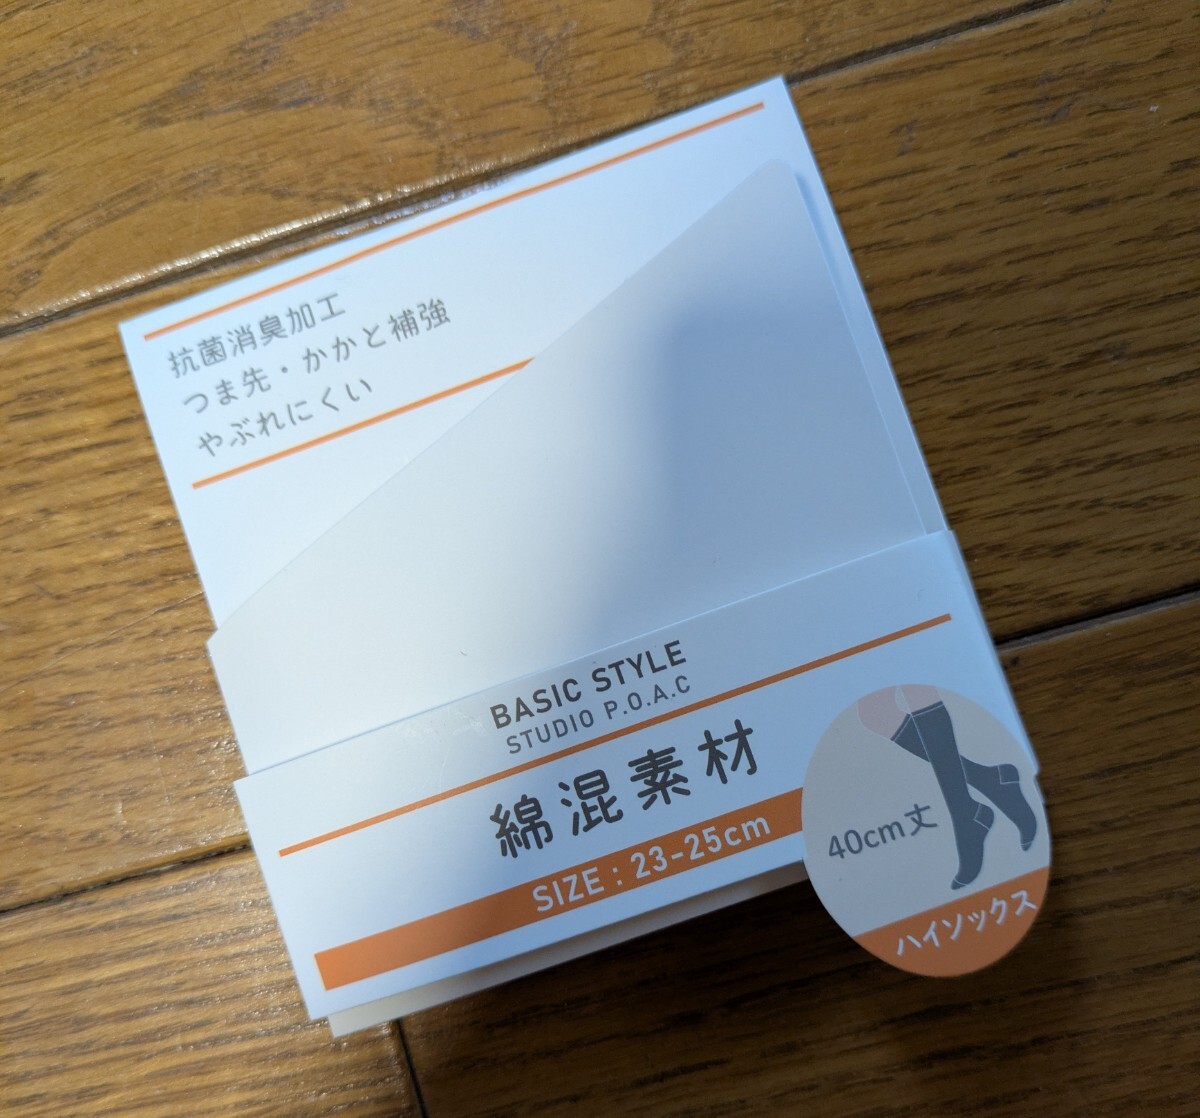 抗菌消臭加工
つま先・かかと補強
やぶれにくい
BASIC STYLE
STUDIO P.O.A.C
綿混素材
SIZE : 23-25cm
40cm丈
ハイソックス